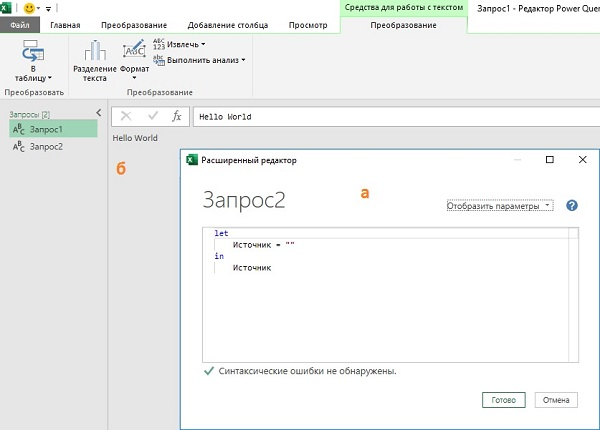 Средства для работы с текстом
Запрос1 - Редактор Power Quer
Файл Главная Преобразование Добавление столбца Просмотр Преобразование
В таблицу
Разделение текста
Формат
Извлечь
Выполнить анализ
Преобразовать
Преобразование
Запросы [2]
Запрос1
Запрос2
fx Hello World
Hello World
б
Расширенный редактор
а
Запрос2
Отобразить параметры
?
let
Источник = ""
in
Источник
Синтаксические ошибки не обнаружены.
Готово Отмена